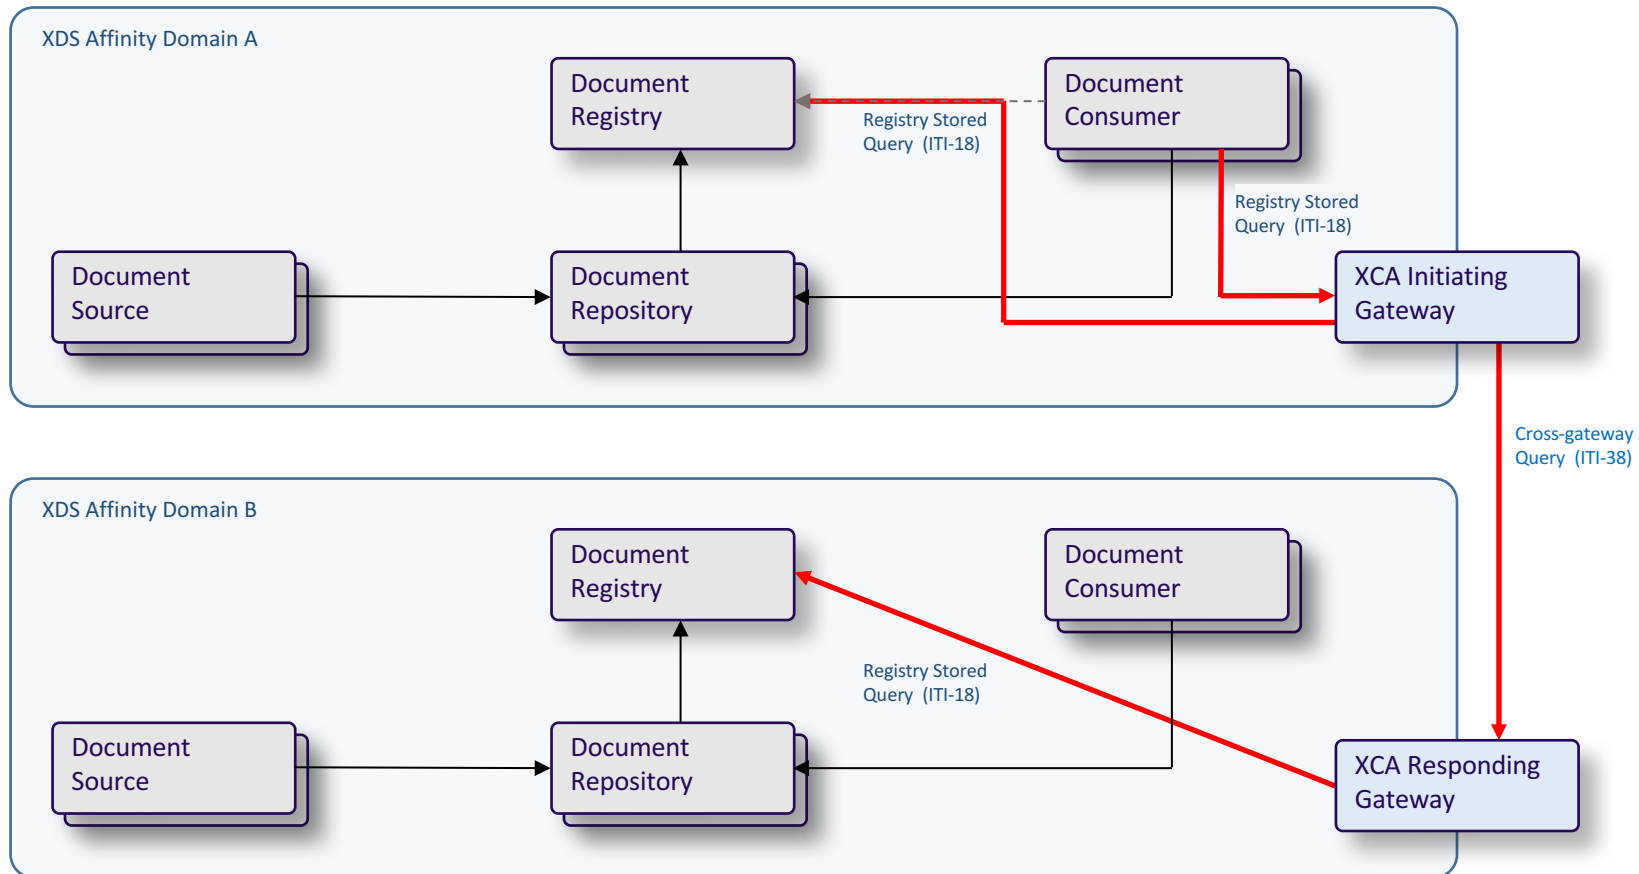 XDS Affinity Domain A
Document
Registry
Document
Consumer
Registry Stored
Query (ITI-18)
Registry Stored
Query (ITI-18)
Document
Source
Document
Repository
XCA Initiating
Gateway
Cross-gateway
Query (ITI-38)
XDS Affinity Domain B
Document
Registry
Document
Consumer
Registry Stored
Query (ITI-18)
Document
Source
Document
Repository
XCA Responding
Gateway